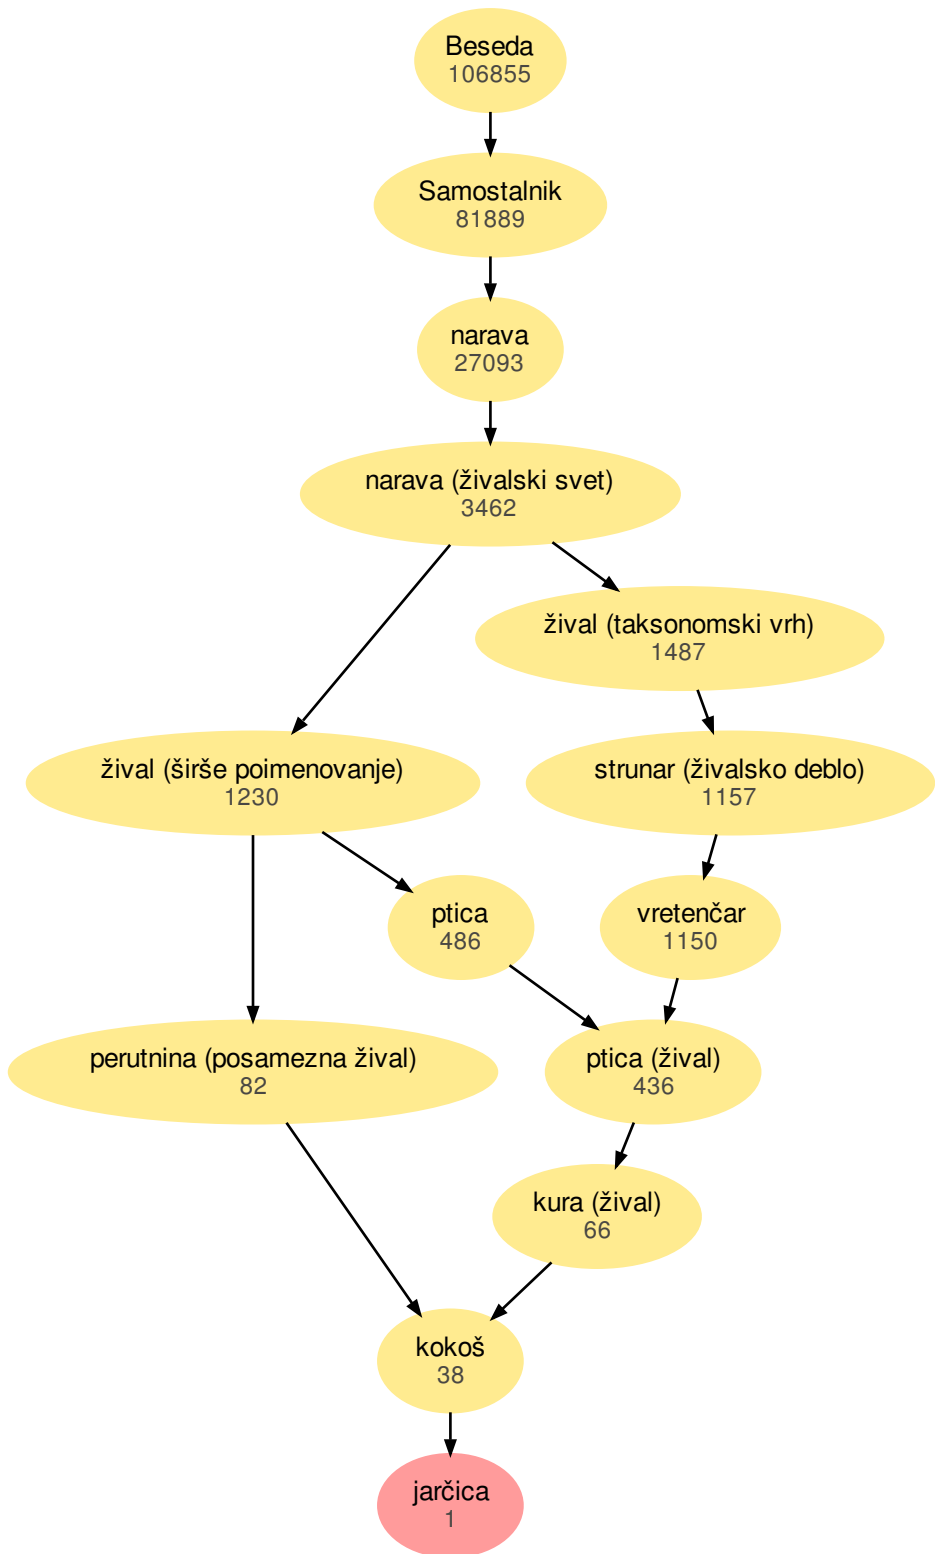 Beseda
106855
Samostalnik
81889
narava
27093
narava (živalski svet)
3462
žival (taksonomski vrh)
1487
žival (širše poimenovanje)
1230
strunar (živalsko deblo)
1157
ptica
486
vretenčar
1150
perutnina (posamezna žival)
82
ptica (žival)
436
kura (žival)
66
kokoš
38
jarčica
1